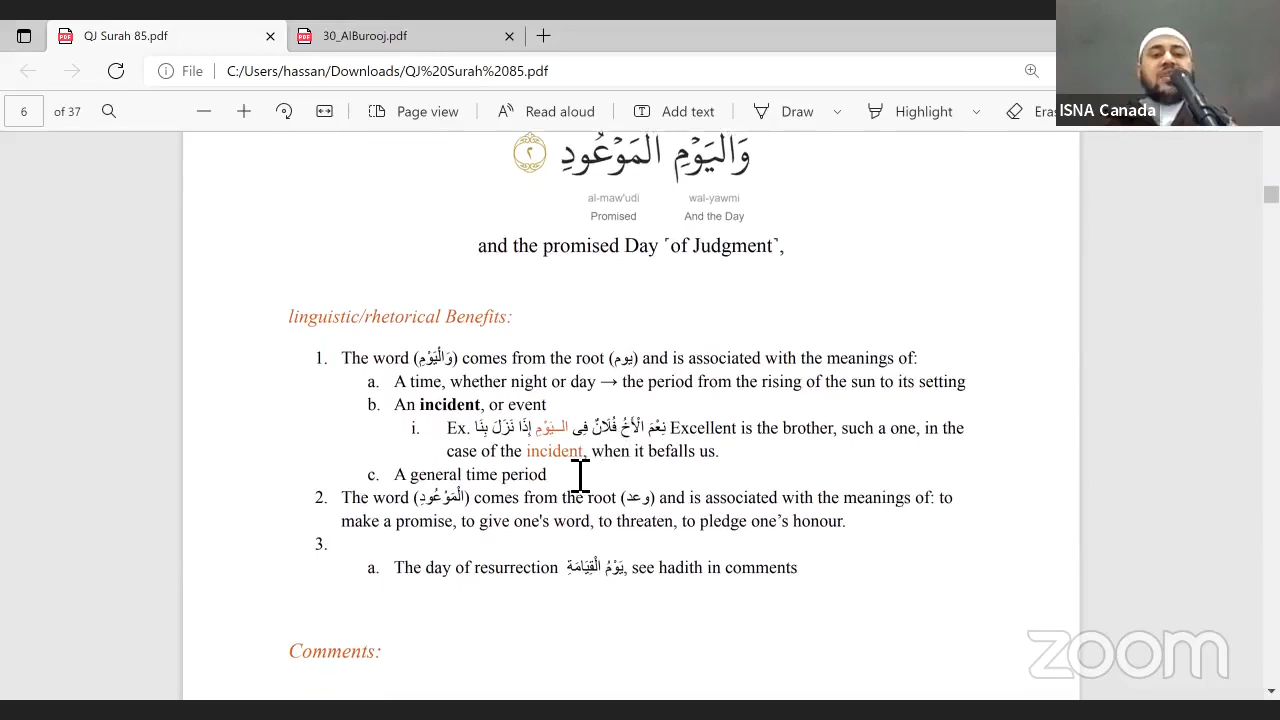 QJ Surah 85.pdf
30_AlBurooj.pdf
File
C:/Users/hassan/Downloads/QJ%20Surah%2085.pdf
ISNA Canada
6 of 37
Page view
Read aloud
Add text
Draw
Highlight
Eras
وَالْيَوْمِ الْمَوْعُودِ ٢
al-maw'udi wal-yawmi
Promised And the Day
and the promised Day ˹of Judgment˺,
linguistic/rhetorical Benefits:
1. The word (وَالْيَوْمِ) comes from the root (يوم) and is associated with the meanings of:
a. A time, whether night or day → the period from the rising of the sun to its setting
b. An incident, or event
i. Ex. نِعْمَ الْأَخُ فُلَانٌ فِى الْـيَوْمِ إِذَا نَزَلَ بِنَا Excellent is the brother, such a one, in the
case of the incident, when it befalls us.
c. A general time period
2. The word (الْمَوْعُودِ) comes from the root (وعد) and is associated with the meanings of: to
make a promise, to give one's word, to threaten, to pledge one’s honour.
3.
a. The day of resurrection يَوْمُ الْقِيَامَةِ, see hadith in comments
Comments:
zoom